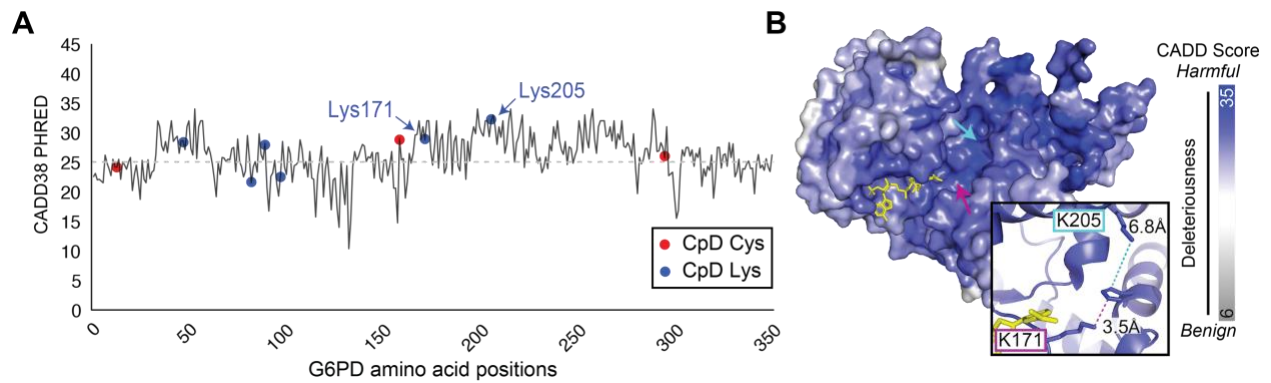 A
CADD38 PHRED
45
40
35
30
25
20
15
10
5
0
Lys171
Lys205
CpD Cys
CpD Lys
0
50
100
150
200
250
300
350
G6PD amino acid positions
B
K205
6.8Å
3.5Å
K171
CADD Score
Harmful
35
Deleteriousness
6
Benign